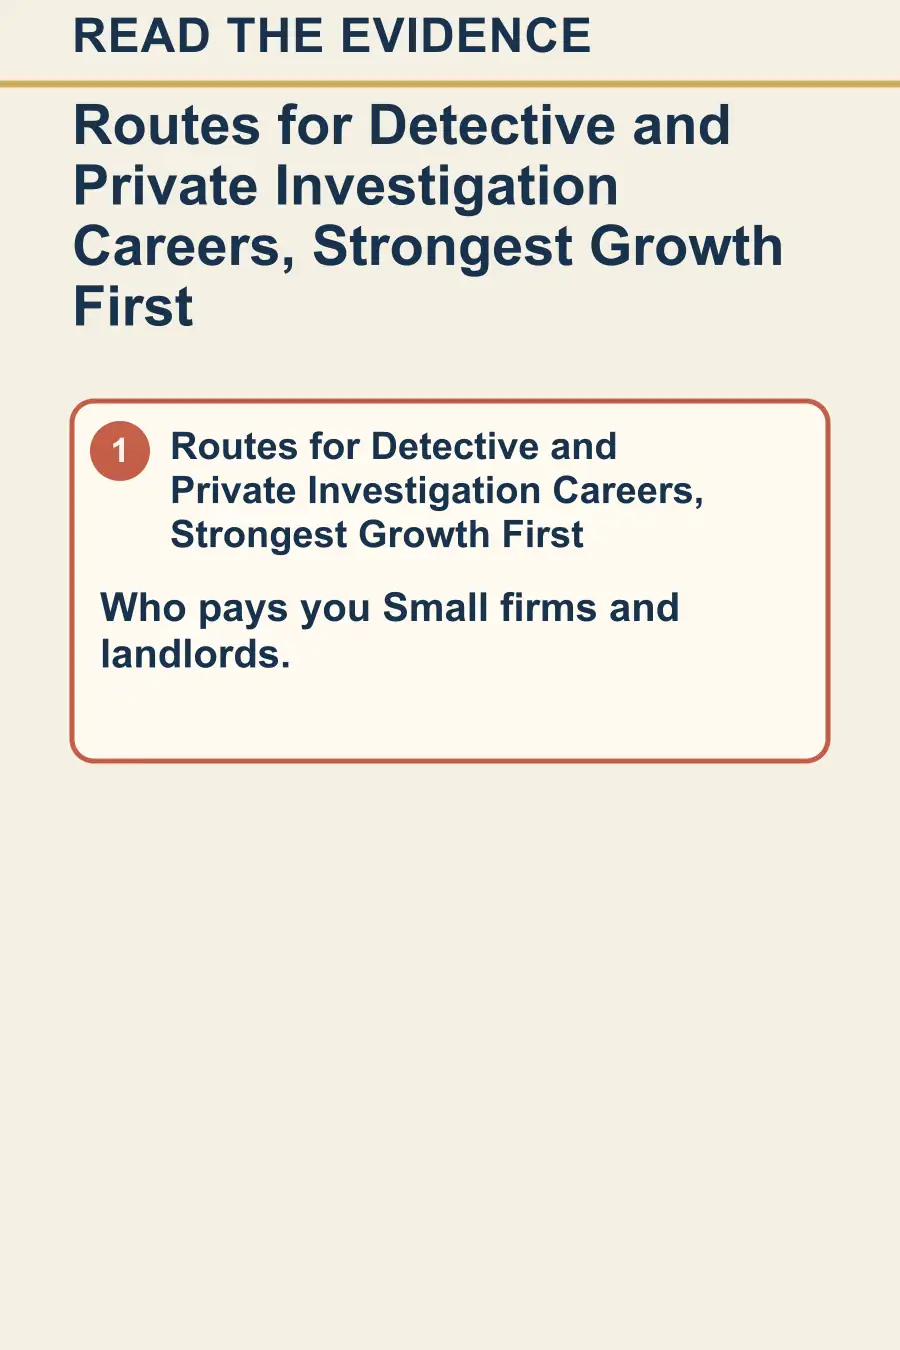 READ THE EVIDENCE
Routes for Detective and
Private Investigation
Careers, Strongest Growth
First
1
Routes for Detective and
Private Investigation Careers,
Strongest Growth First
Who pays you Small firms and
landlords.